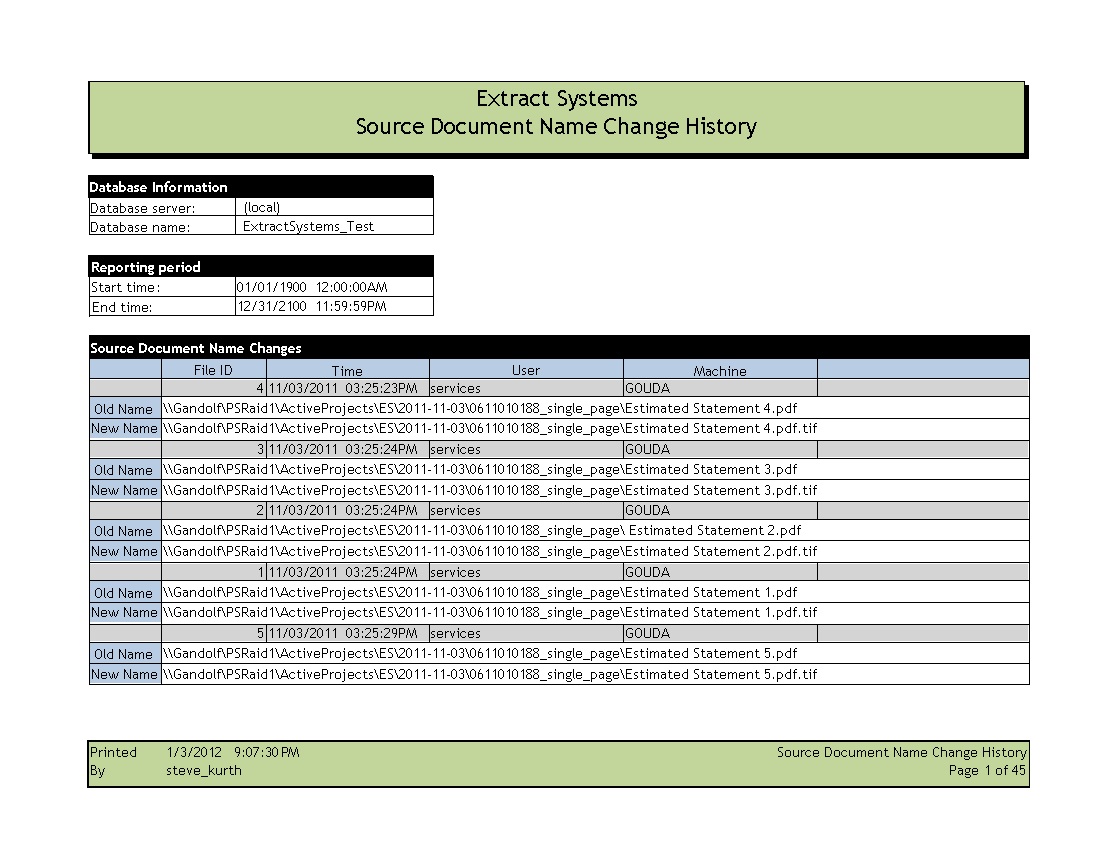 Extract Systems
Source Document Name Change History
Database Information
Database server: (local)
Database name: ExtractSystems_Test
Reporting period
Start time: 01/01/1900 12:00:00AM
End time: 12/31/2100 11:59:59PM
Source Document Name Changes
File ID Time User Machine
4 11/03/2011 03:25:23PM services GOUDA
Old Name \\Gandolf\PSRaid1\ActiveProjects\ES\2011-11-03\0611010188_single_page\Estimated Statement 4.pdf
New Name \\Gandolf\PSRaid1\ActiveProjects\ES\2011-11-03\0611010188_single_page\Estimated Statement 4.pdf.tif
3 11/03/2011 03:25:24PM services GOUDA
Old Name \\Gandolf\PSRaid1\ActiveProjects\ES\2011-11-03\0611010188_single_page\Estimated Statement 3.pdf
New Name \\Gandolf\PSRaid1\ActiveProjects\ES\2011-11-03\0611010188_single_page\Estimated Statement 3.pdf.tif
2 11/03/2011 03:25:24PM services GOUDA
Old Name \\Gandolf\PSRaid1\ActiveProjects\ES\2011-11-03\0611010188_single_page\ Estimated Statement 2.pdf
New Name \\Gandolf\PSRaid1\ActiveProjects\ES\2011-11-03\0611010188_single_page\Estimated Statement 2.pdf.tif
1 11/03/2011 03:25:24PM services GOUDA
Old Name \\Gandolf\PSRaid1\ActiveProjects\ES\2011-11-03\0611010188_single_page\Estimated Statement 1.pdf
New Name \\Gandolf\PSRaid1\ActiveProjects\ES\2011-11-03\0611010188_single_page\Estimated Statement 1.pdf.tif
5 11/03/2011 03:25:29PM services GOUDA
Old Name \\Gandolf\PSRaid1\ActiveProjects\ES\2011-11-03\0611010188_single_page\Estimated Statement 5.pdf
New Name \\Gandolf\PSRaid1\ActiveProjects\ES\2011-11-03\0611010188_single_page\Estimated Statement 5.pdf.tif
Printed 1/3/2012 9:07:30PM Source Document Name Change History
By steve_kurth Page 1 of 45